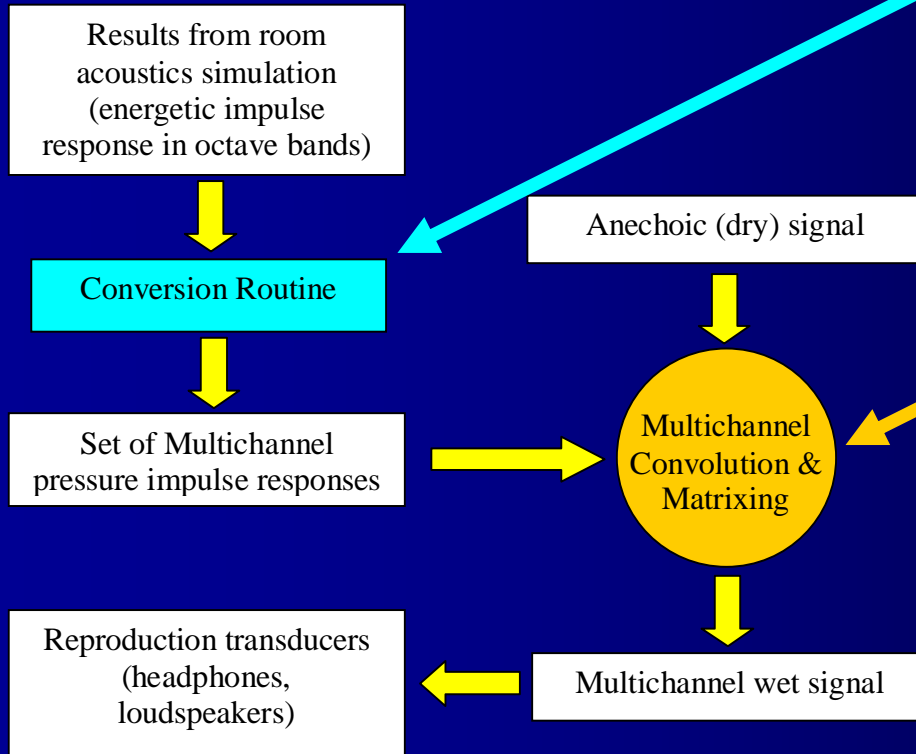 Results from room
acoustics simulation
(energetic impulse
response in octave bands)
Anechoic (dry) signal
Conversion Routine
Set of Multichannel
pressure impulse responses
Multichannel
Convolution &
Matrixing
Reproduction transducers
(headphones,
loudspeakers)
Multichannel wet signal